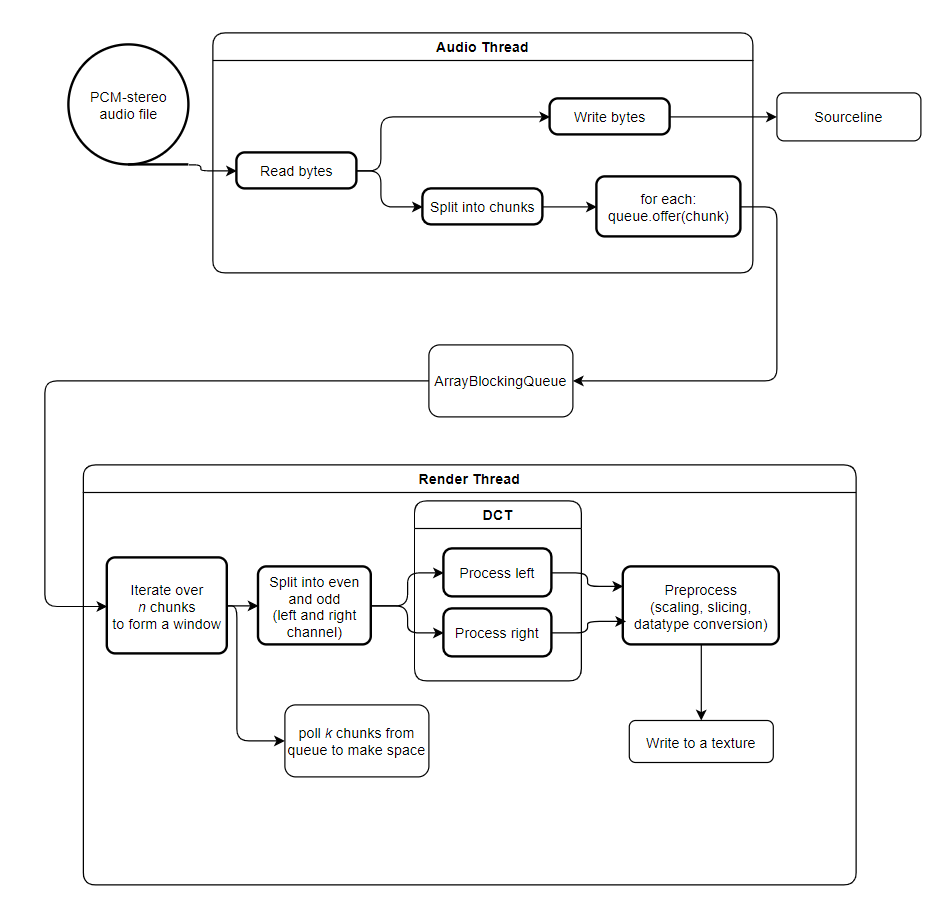 Audio Thread
PCM-stereo
audio file
Write bytes
Sourceline
Read bytes
Split into chunks
for each:
queue.offer(chunk)
ArrayBlockingQueue
Render Thread
DCT
Iterate over
n chunks
to form a window
Split into even
and odd
(left and right
channel)
Process left
Process right
Preprocess
(scaling, slicing,
datatype conversion)
poll k chunks from
queue to make space
Write to a texture